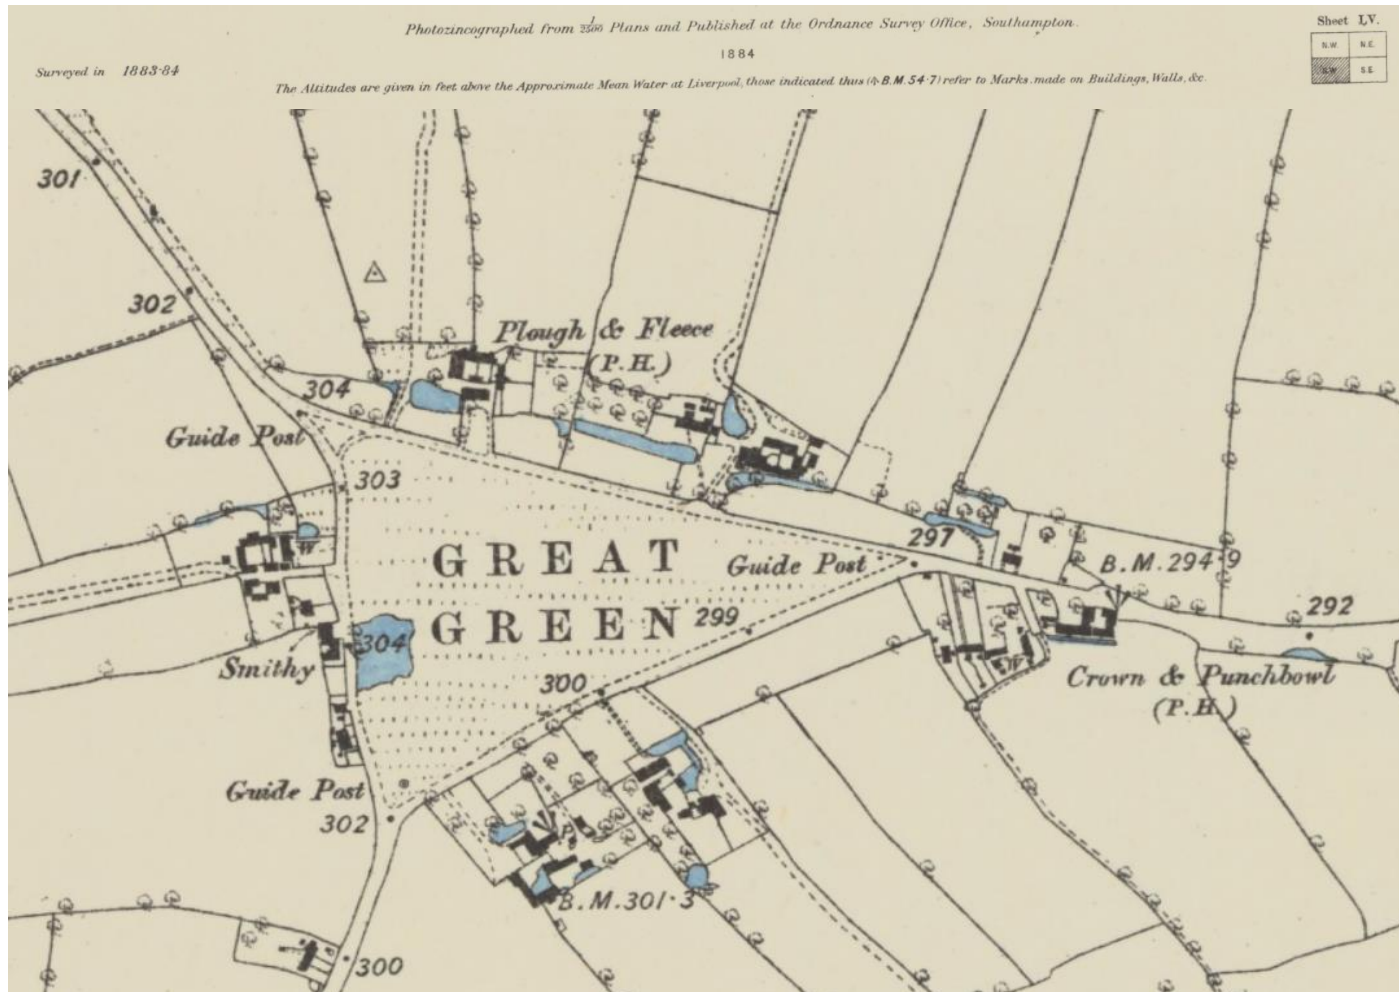 Photozincographed from 1/2500 Plans and Published at the Ordnance Survey Office, Southampton.
Sheet LV.
N.W. N.E.
S.W. S.E.
1884
Surveyed in 1883-84
The Altitudes are given in feet above the Approximate Mean Water at Liverpool, those indicated thus (B.M. 54·7) refer to Marks made on Buildings, Walls, &c.
301
302
Plough & Fleece
(P.H.)
304
Guide Post
303
297
GREAT
Guide Post
B.M. 294·9
292
GREEN
299
304
Smithy
300
Crown & Punchbowl
(P.H.)
Guide Post
302
P.
B.M. 301·3
300